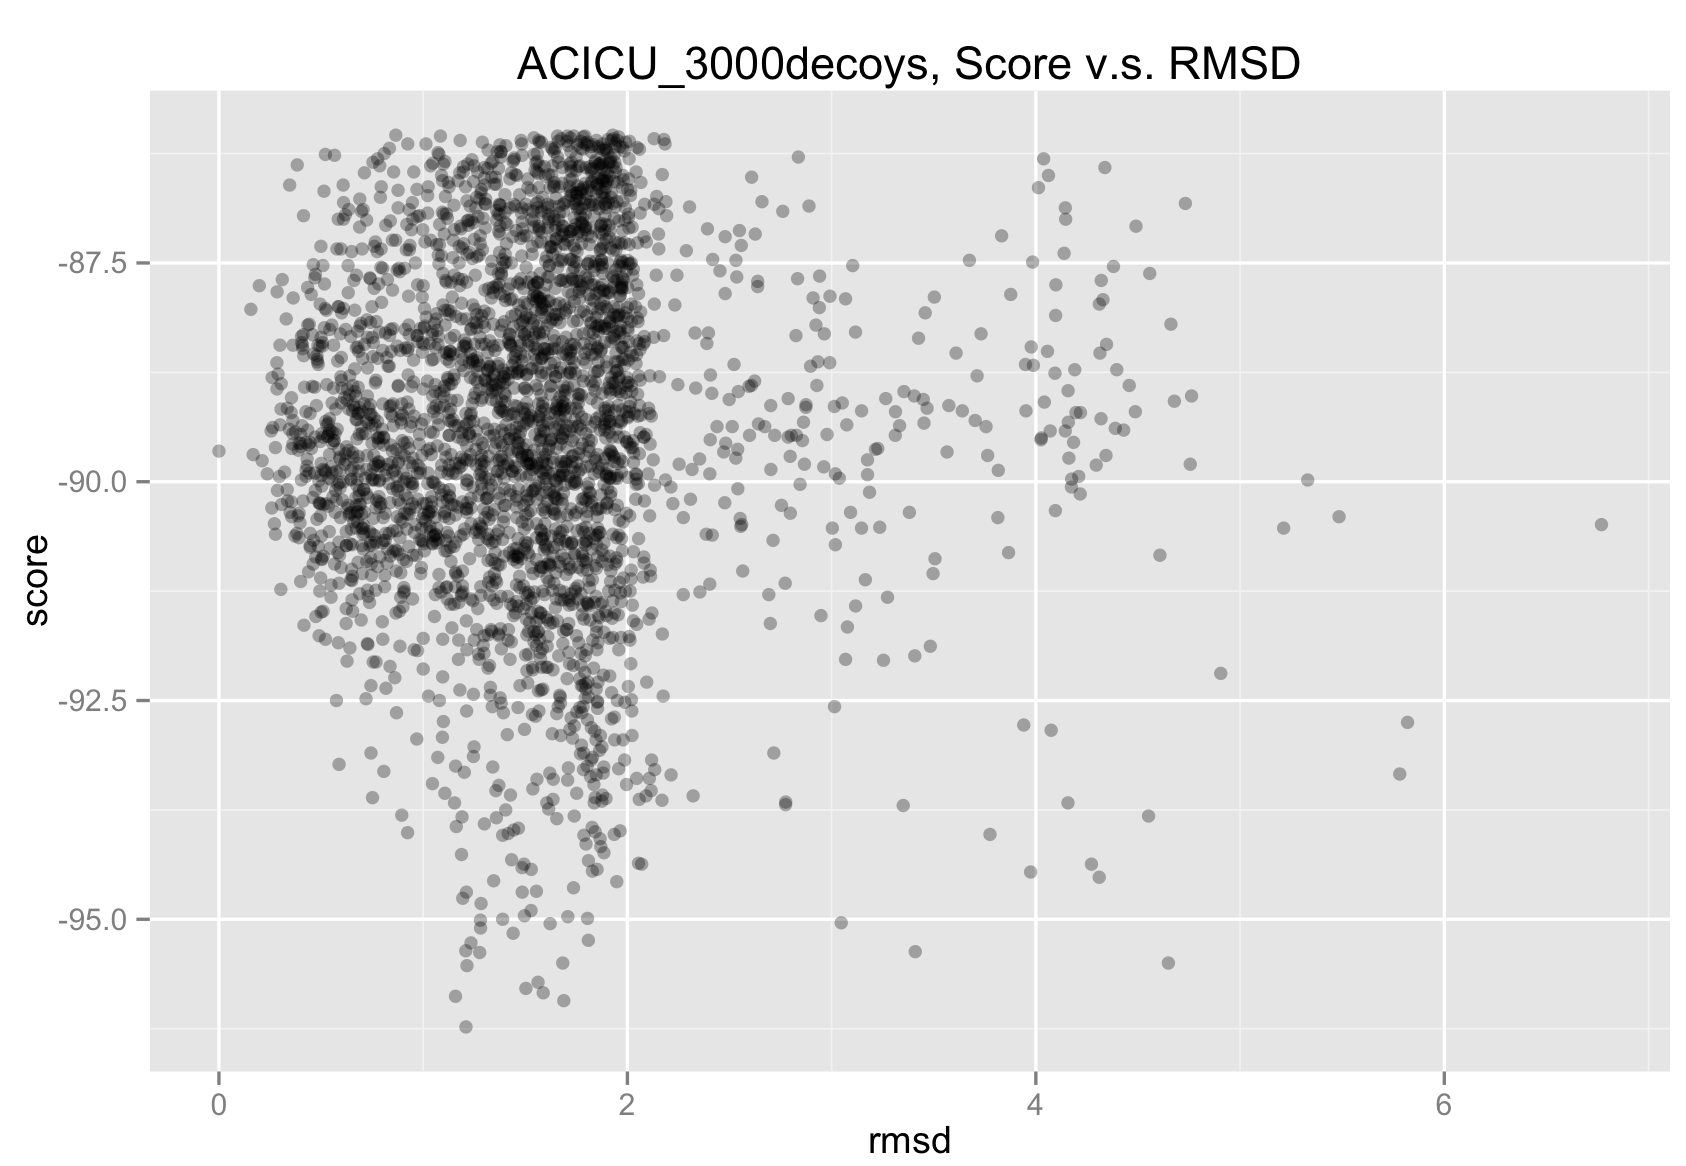 ACICU_3000decoys, Score v.s. RMSD
score
-87.5
-90.0
-92.5
-95.0
0 2 4 6
rmsd